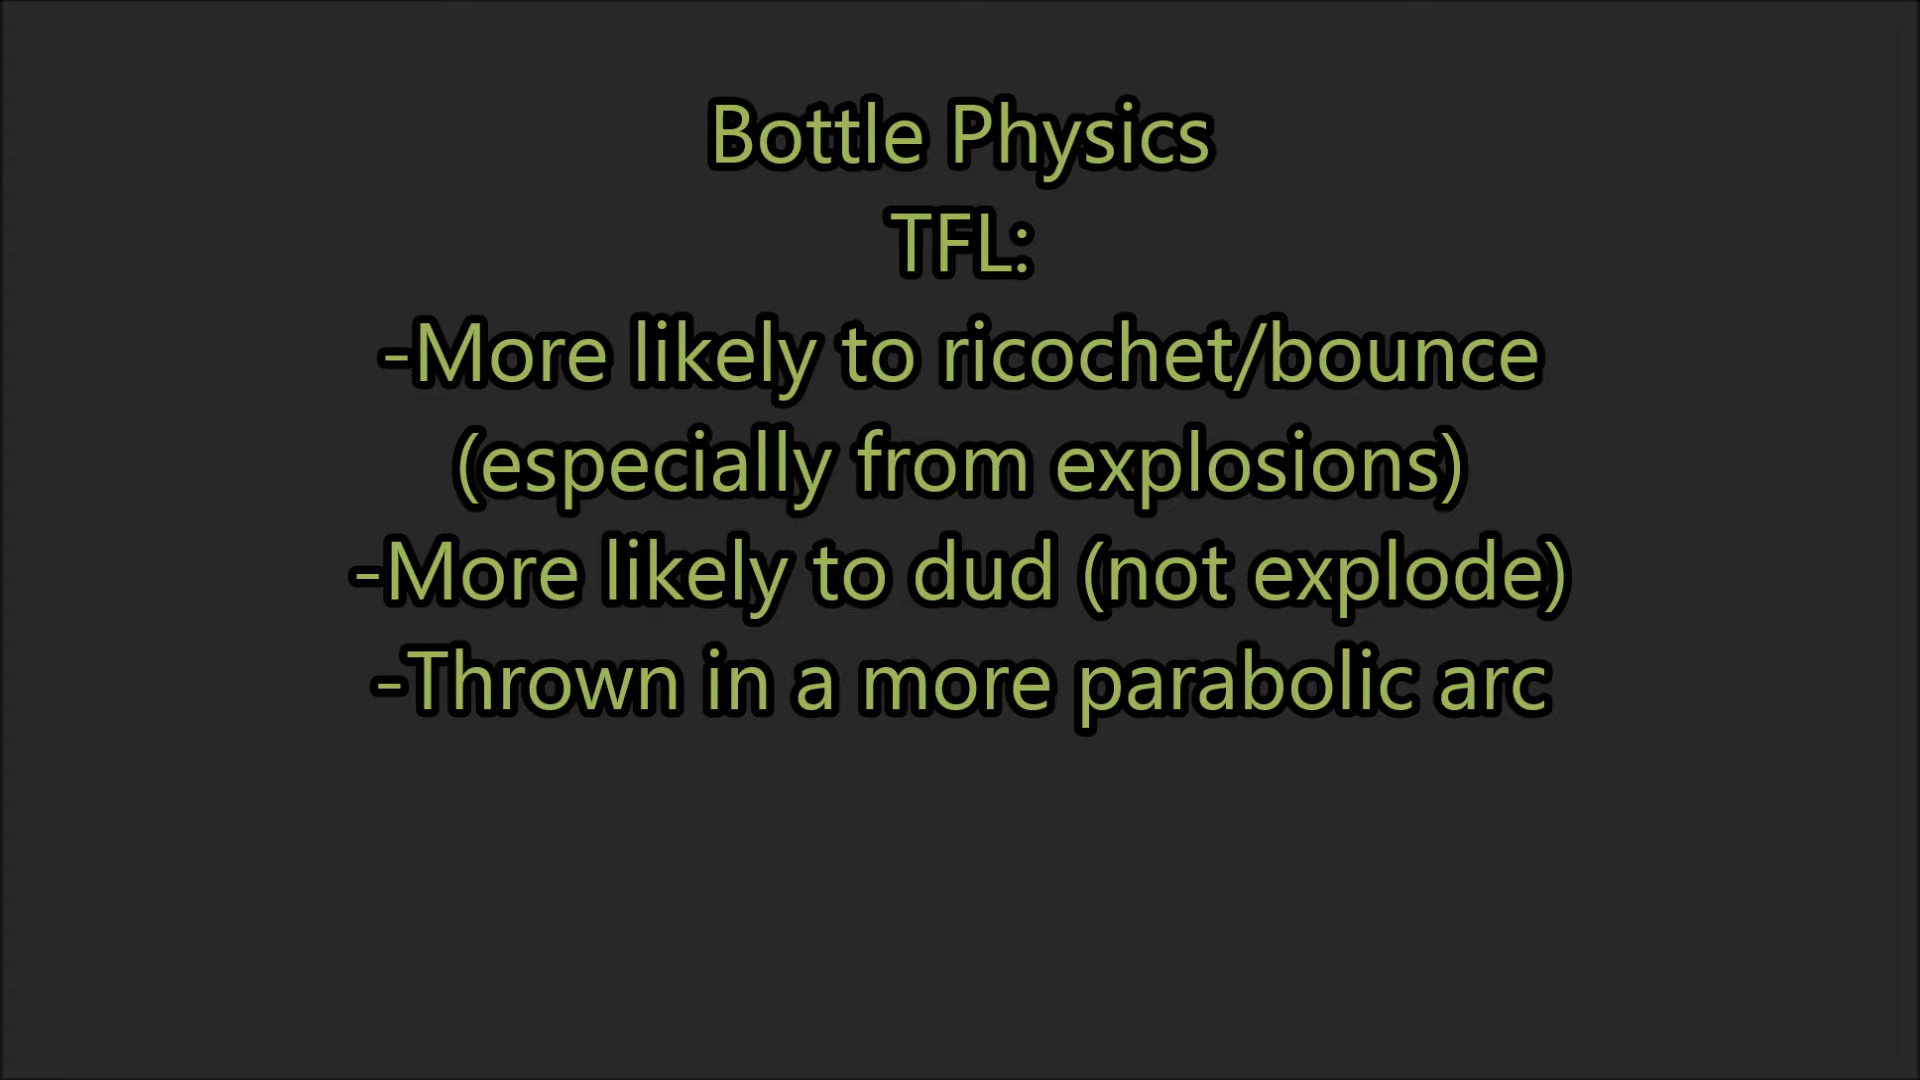 Bottle Physics
TFL:
-More likely to ricochet/bounce
(especially from explosions)
-More likely to dud (not explode)
-Thrown in a more parabolic arc